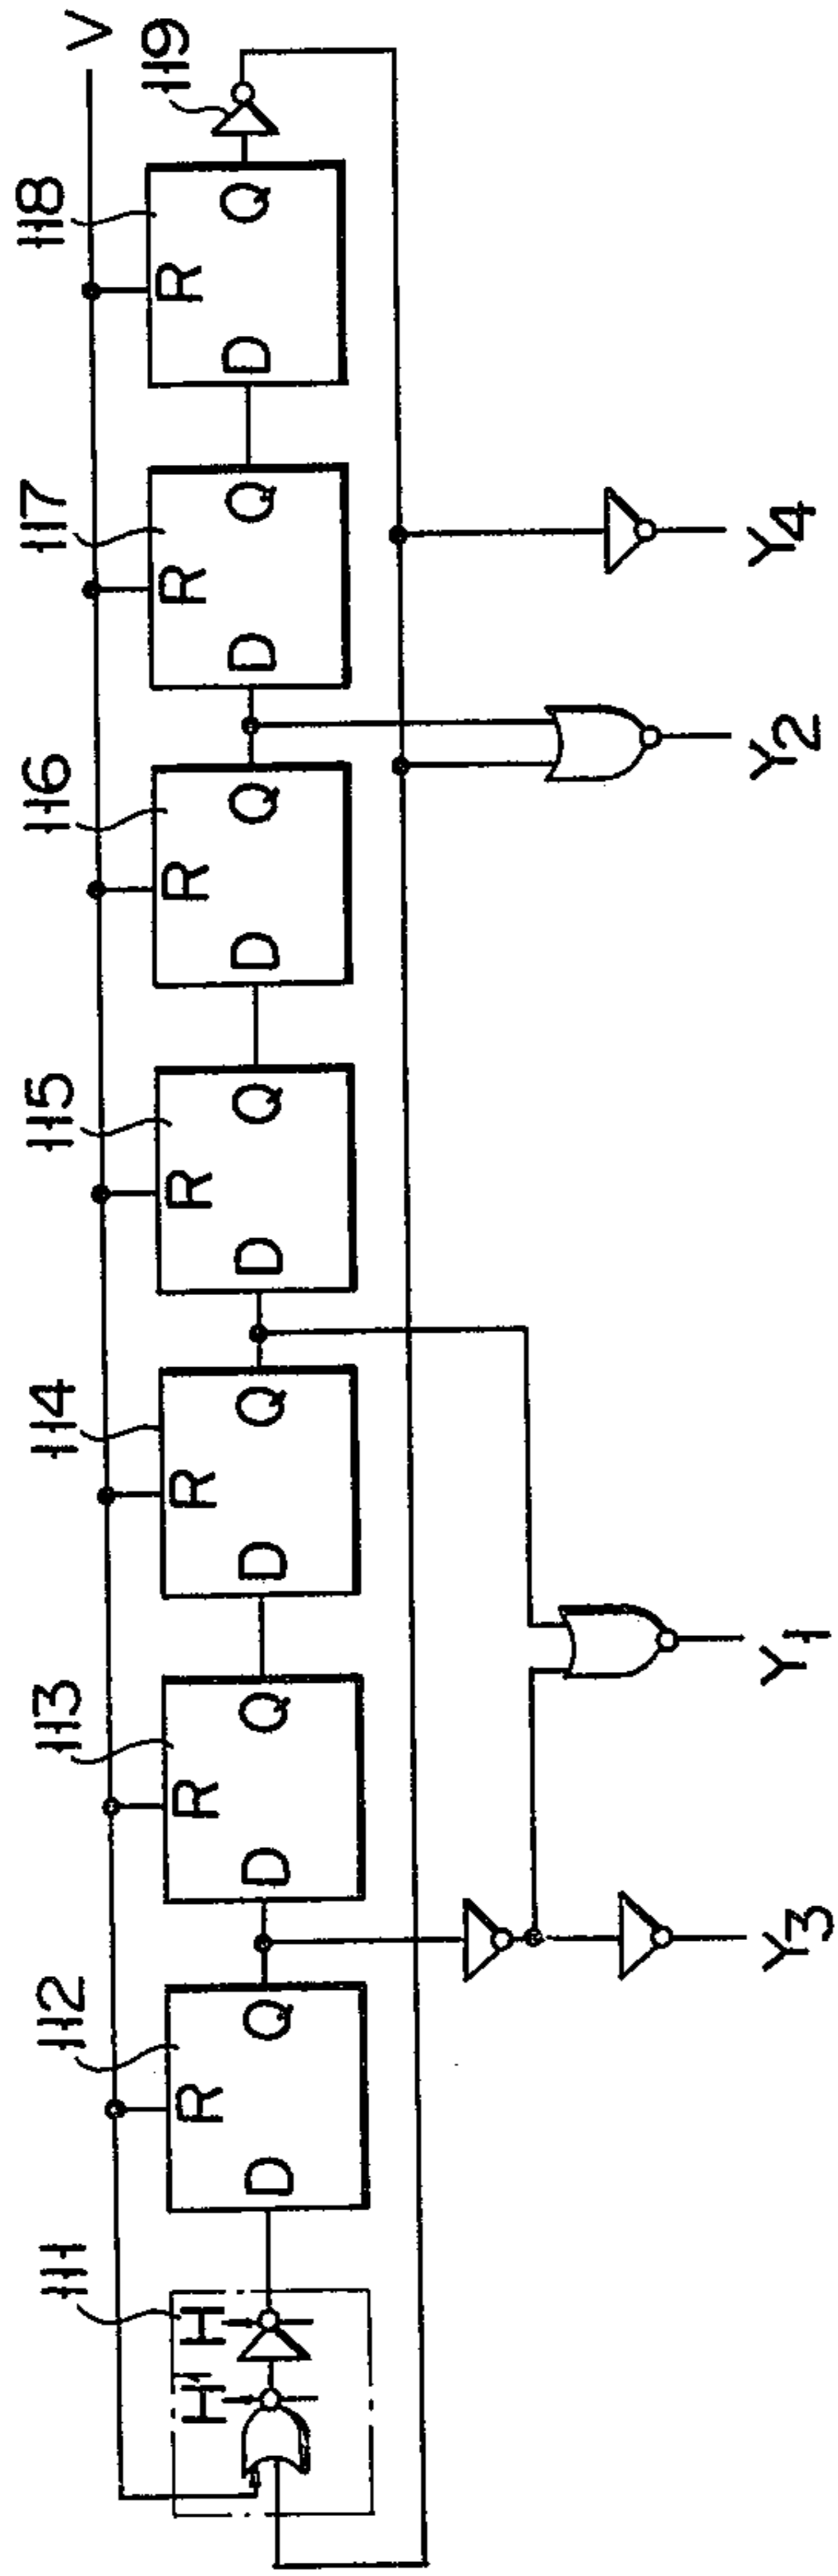 111 112 113 114 115 116 117 118 119 V
H̅ H
R R R R R R R
D Q D Q D Q D Q D Q D Q D Q
Y3 Y1 Y2 Y4